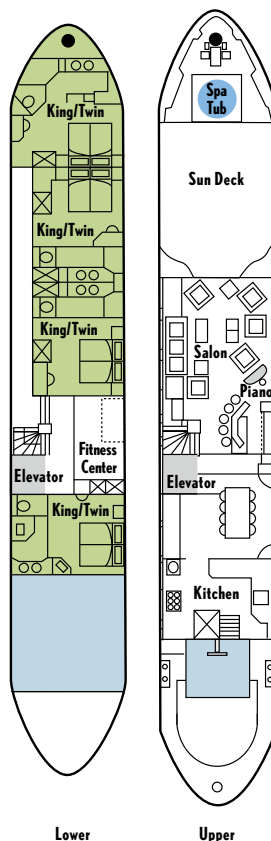 King/Twin
King/Twin
King/Twin
Fitness
Center
Elevator
King/Twin
Lower
Spa
Tub
Sun Deck
Salon
Piano
Elevator
Kitchen
Upper